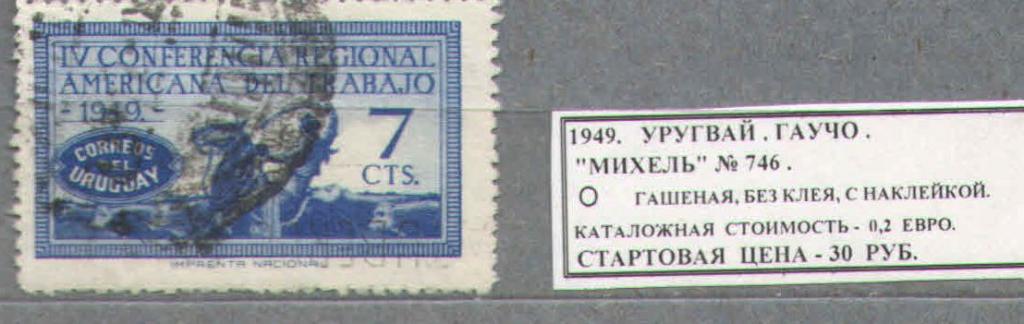 IV CONFERENCIA REGIONAL
AMERICANA DEL TRABAJO
- 1949. -
7
CTS.
CORREOS
DEL
URUGUAY
IMPRENTA NACIONAL
1949. УРУГВАЙ . ГАУЧО .
"МИХЕЛЬ" № 746 .
О ГАШЕНАЯ, БЕЗ КЛЕЯ, С НАКЛЕЙКОЙ.
КАТАЛОЖНАЯ СТОИМОСТЬ - 0,2 ЕВРО.
СТАРТОВАЯ ЦЕНА - 30 РУБ.